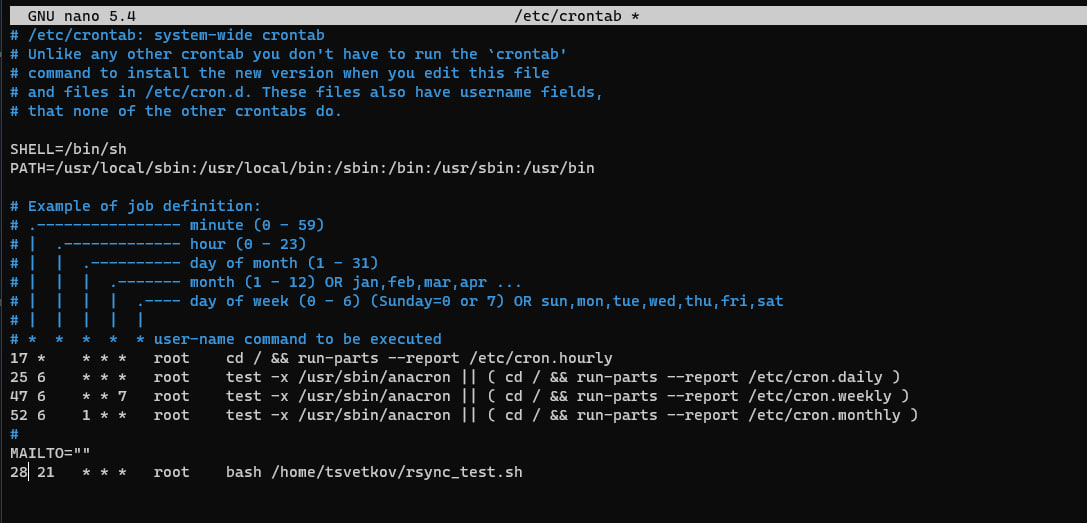 GNU nano 5.4 /etc/crontab *
# /etc/crontab: system-wide crontab
# Unlike any other crontab you don't have to run the `crontab'
# command to install the new version when you edit this file
# and files in /etc/cron.d. These files also have username fields,
# that none of the other crontabs do.

SHELL=/bin/sh
PATH=/usr/local/sbin:/usr/local/bin:/sbin:/bin:/usr/sbin:/usr/bin

# Example of job definition:
# .---------------- minute (0 - 59)
# |  .------------- hour (0 - 23)
# |  |  .---------- day of month (1 - 31)
# |  |  |  .------- month (1 - 12) OR jan,feb,mar,apr ...
# |  |  |  |  .---- day of week (0 - 6) (Sunday=0 or 7) OR sun,mon,tue,wed,thu,fri,sat
# |  |  |  |  |
# *  *  *  *  * user-name command to be executed
17 *    * * *   root    cd / && run-parts --report /etc/cron.hourly
25 6    * * *   root    test -x /usr/sbin/anacron || ( cd / && run-parts --report /etc/cron.daily )
47 6    * * 7   root    test -x /usr/sbin/anacron || ( cd / && run-parts --report /etc/cron.weekly )
52 6    1 * *   root    test -x /usr/sbin/anacron || ( cd / && run-parts --report /etc/cron.monthly )
#
MAILTO=""
28 21   * * *   root    bash /home/tsvetkov/rsync_test.sh